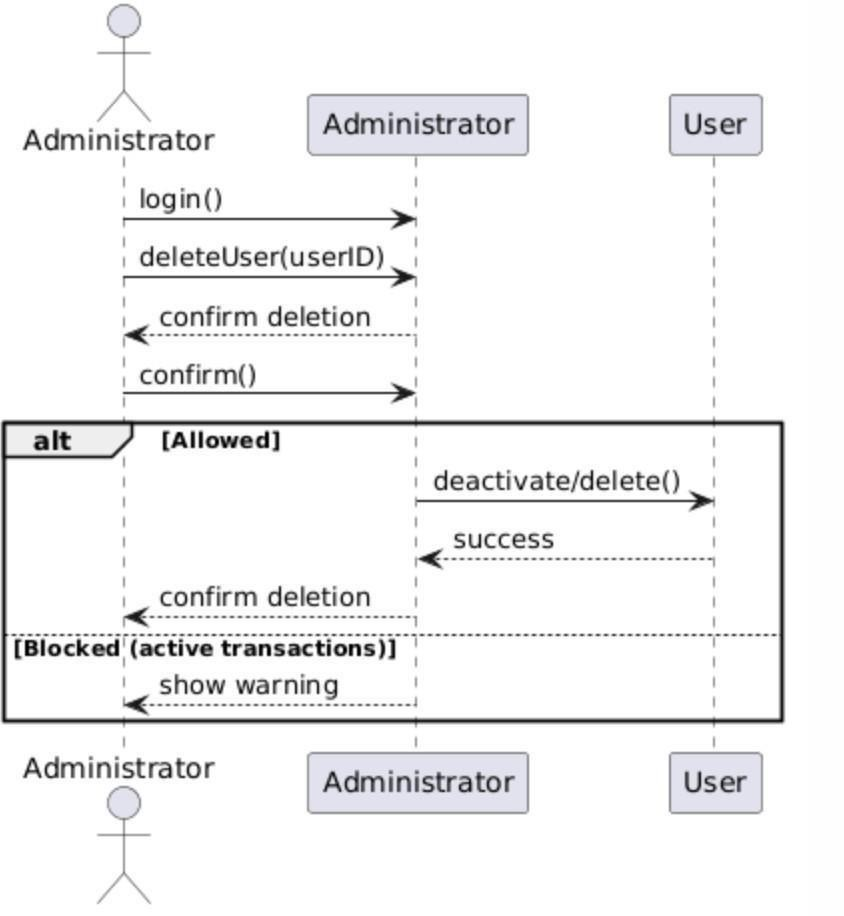 Administrator
Administrator
User
login()
deleteUser(userID)
confirm deletion
confirm()
alt
[Allowed]
deactivate/delete()
success
confirm deletion
[Blocked (active transactions)]
show warning
Administrator
Administrator
User